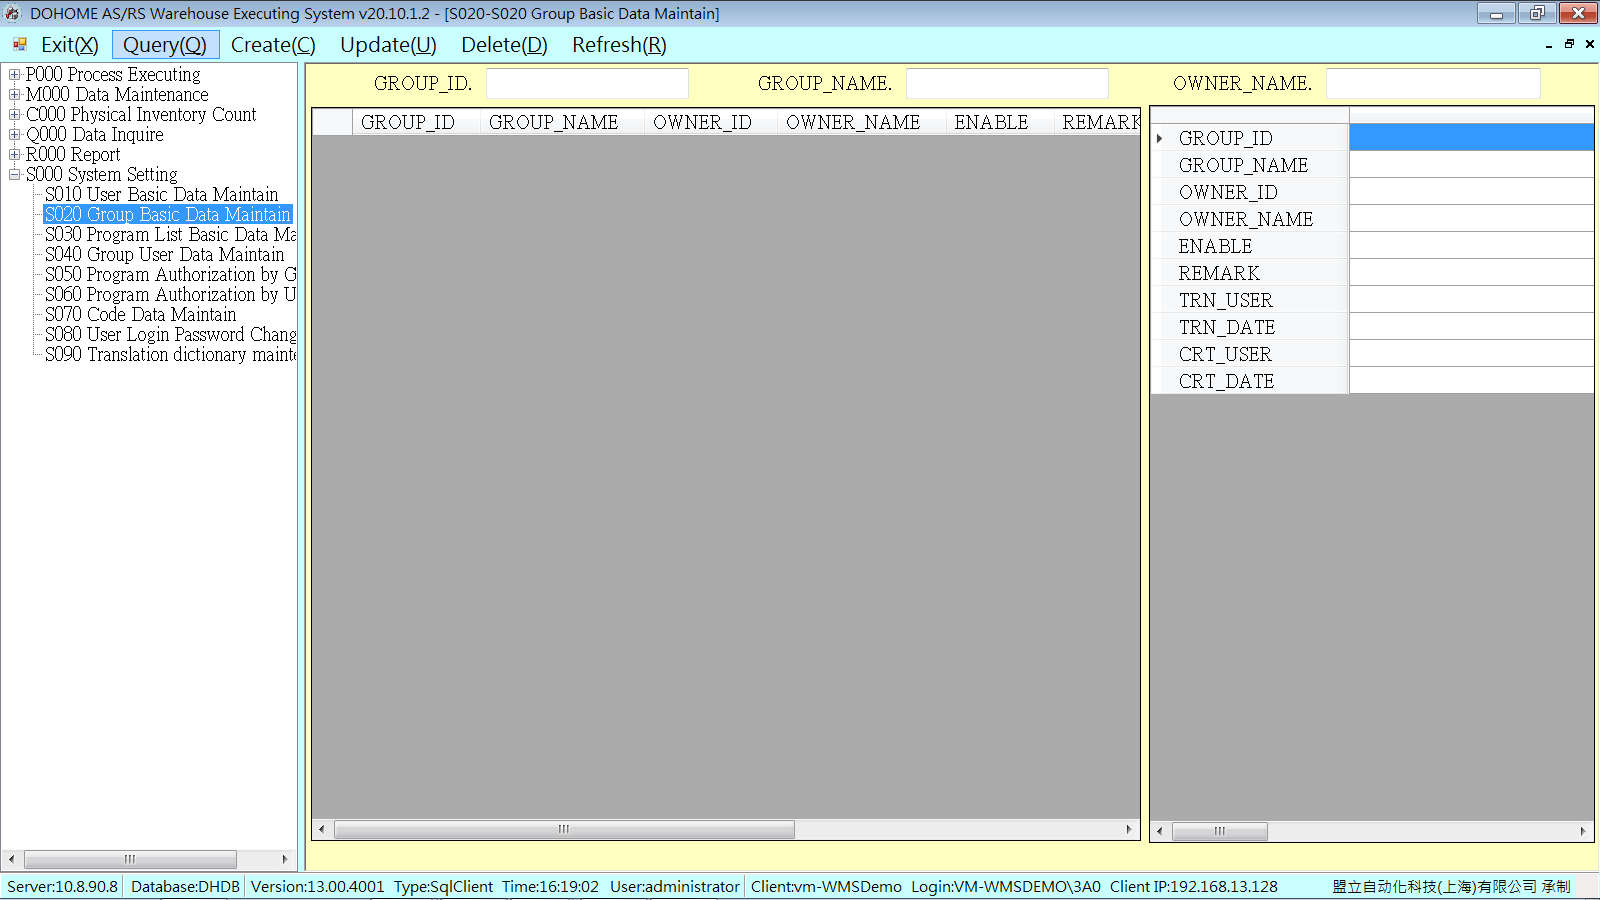 DOHOME AS/RS Warehouse Executing System v20.10.1.2 - [S020-S020 Group Basic Data Maintain]
Exit(X) Query(Q) Create(C) Update(U) Delete(D) Refresh(R)
P000 Process Executing
M000 Data Maintenance
C000 Physical Inventory Count
Q000 Data Inquire
R000 Report
S000 System Setting
S010 User Basic Data Maintain
S020 Group Basic Data Maintain
S030 Program List Basic Data Ma
S040 Group User Data Maintain
S050 Program Authorization by G
S060 Program Authorization by U
S070 Code Data Maintain
S080 User Login Password Chang
S090 Translation dictionary mainte
GROUP_ID. GROUP_NAME. OWNER_NAME.
GROUP_ID GROUP_NAME OWNER_ID OWNER_NAME ENABLE REMARK
GROUP_ID
GROUP_NAME
OWNER_ID
OWNER_NAME
ENABLE
REMARK
TRN_USER
TRN_DATE
CRT_USER
CRT_DATE
Server:10.8.90.8 Database:DHDB Version:13.00.4001 Type:SqlClient Time:16:19:02 User:administrator Client:vm-WMSDemo Login:VM-WMSDEMO\3A0 Client IP:192.168.13.128 盟立自动化科技(上海)有限公司 承制